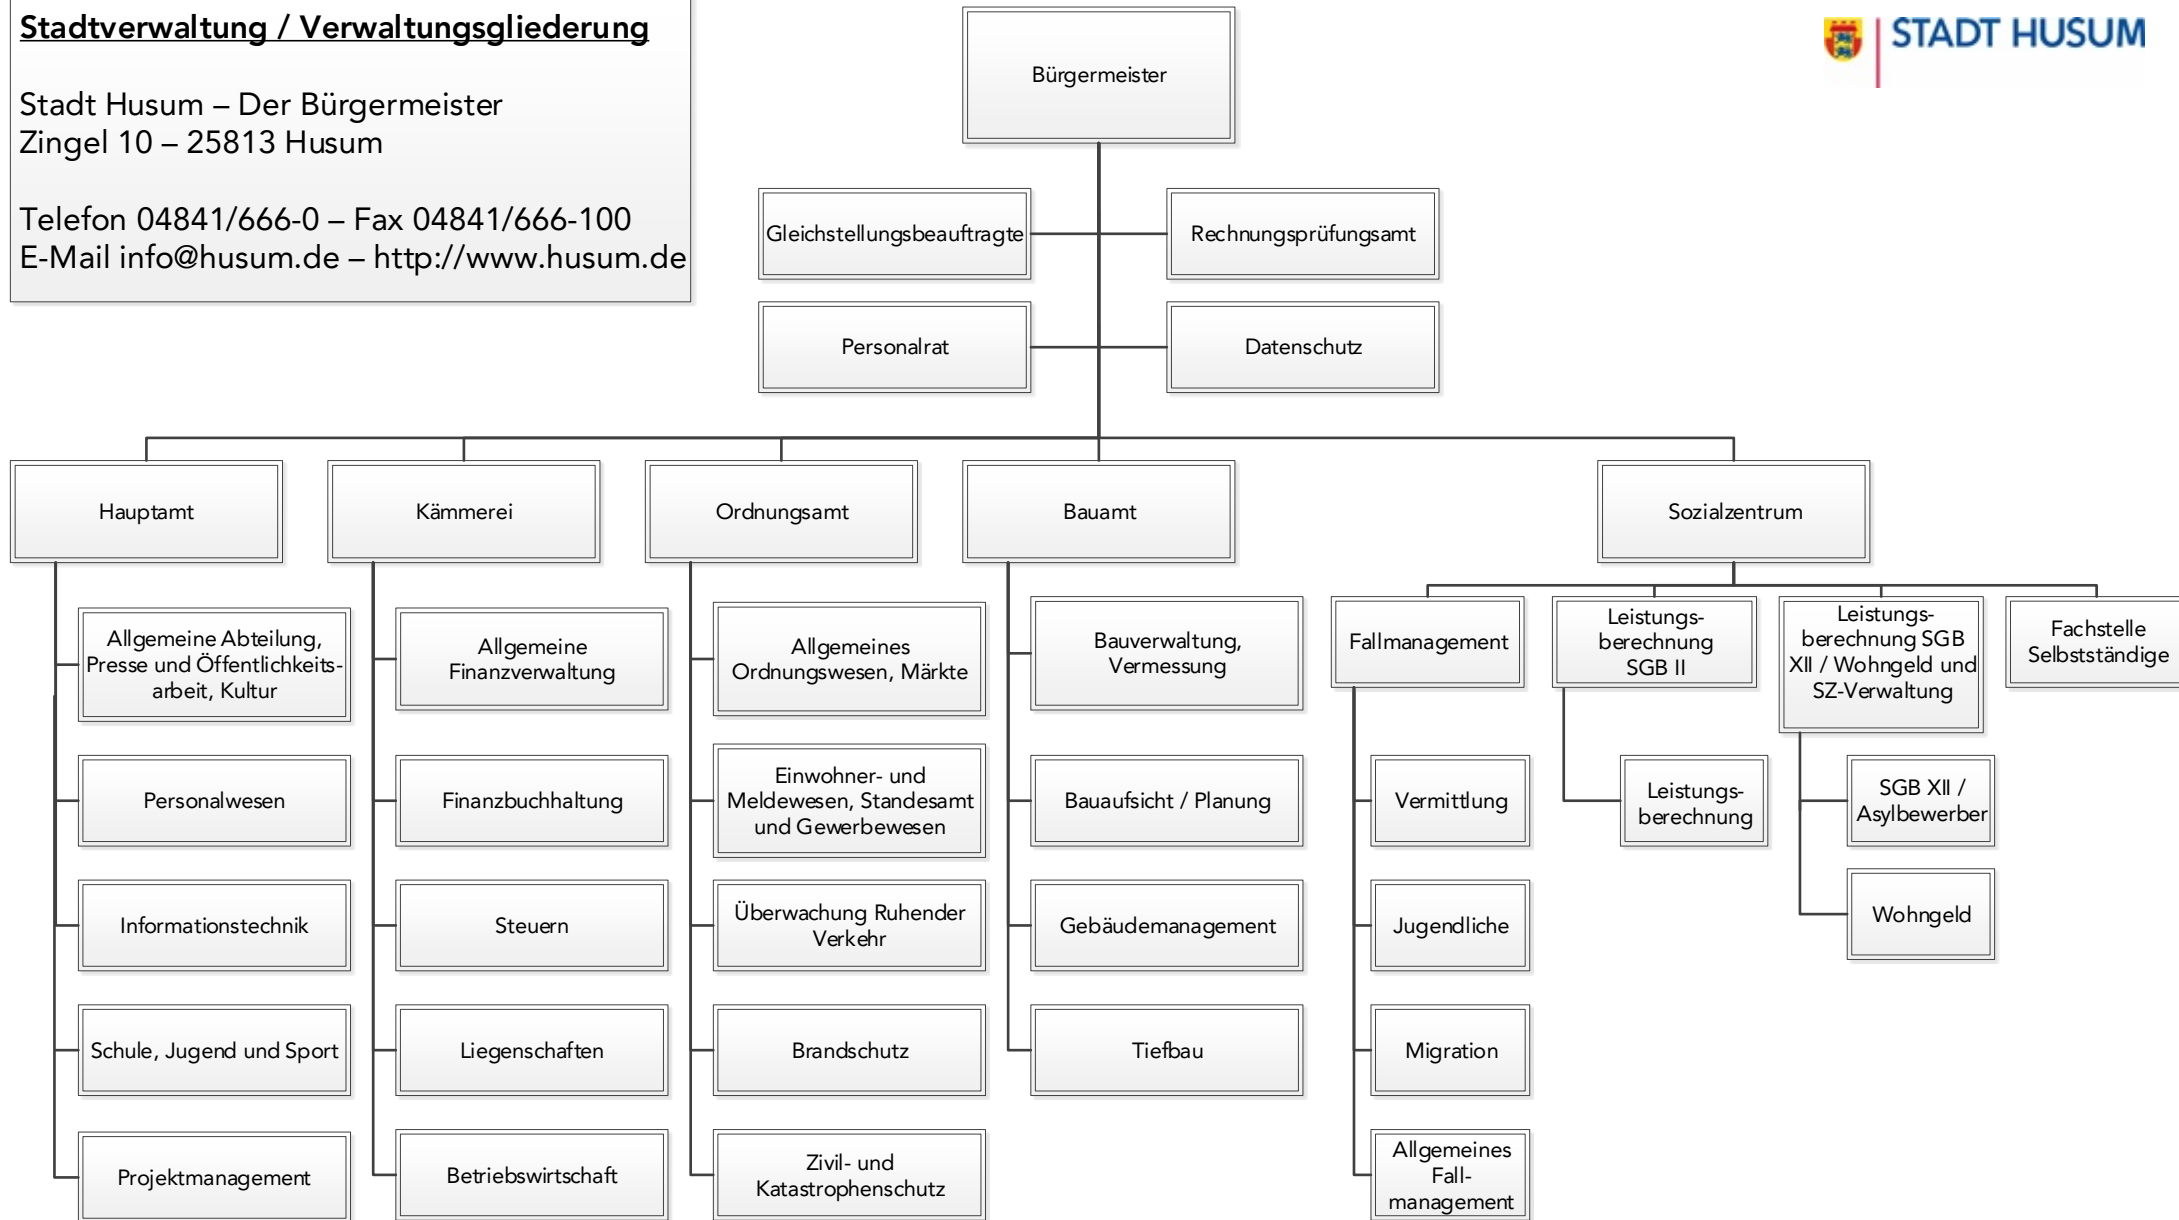 Stadtverwaltung / Verwaltungsgliederung
Stadt Husum – Der Bürgermeister
Zingel 10 – 25813 Husum
Telefon 04841/666-0 – Fax 04841/666-100
E-Mail info@husum.de – http://www.husum.de
STADT HUSUM
Bürgermeister
Gleichstellungsbeauftragte
Rechnungsprüfungsamt
Personalrat
Datenschutz
Hauptamt
Kämmerei
Ordnungsamt
Bauamt
Sozialzentrum
Allgemeine Abteilung,
Presse und Öffentlichkeits-
arbeit, Kultur
Personalwesen
Informationstechnik
Schule, Jugend und Sport
Projektmanagement
Allgemeine
Finanzverwaltung
Finanzbuchhaltung
Steuern
Liegenschaften
Betriebswirtschaft
Allgemeines
Ordnungswesen, Märkte
Einwohner- und
Meldewesen, Standesamt
und Gewerbewesen
Überwachung Ruhender
Verkehr
Brandschutz
Zivil- und
Katastrophenschutz
Bauverwaltung,
Vermessung
Bauaufsicht / Planung
Gebäudemanagement
Tiefbau
Fallmanagement
Vermittlung
Jugendliche
Migration
Allgemeines
Fall-
management
Leistungs-
berechnung
SGB II
Leistungs-
berechnung
Leistungs-
berechnung SGB
XII / Wohngeld und
SZ-Verwaltung
SGB XII /
Asylbewerber
Wohngeld
Fachstelle
Selbstständige